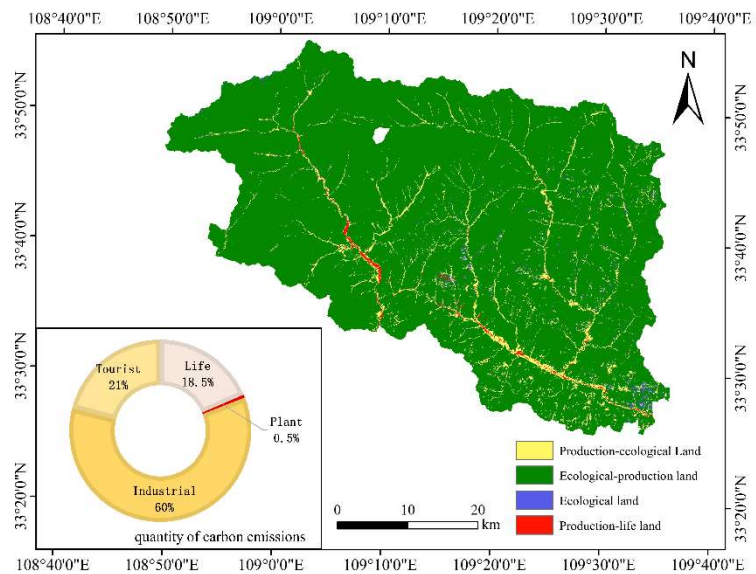 108°40'0"E 108°50'0"E 109°0'0"E 109°10'0"E 109°20'0"E 109°30'0"E 109°40'0"E
N
33°50'0"N
33°50'0"N
33°40'0"N
33°40'0"N
33°30'0"N
33°30'0"N
33°20'0"N
33°20'0"N
Tourist
21%
Life
18.5%
Plant
0.5%
Industrial
60%
quantity of carbon emissions
Production-ecological Land
Ecological-production land
Ecological land
Production-life land
0 10 20
km
108°40'0"E 108°50'0"E 109°0'0"E 109°10'0"E 109°20'0"E 109°30'0"E 109°40'0"E